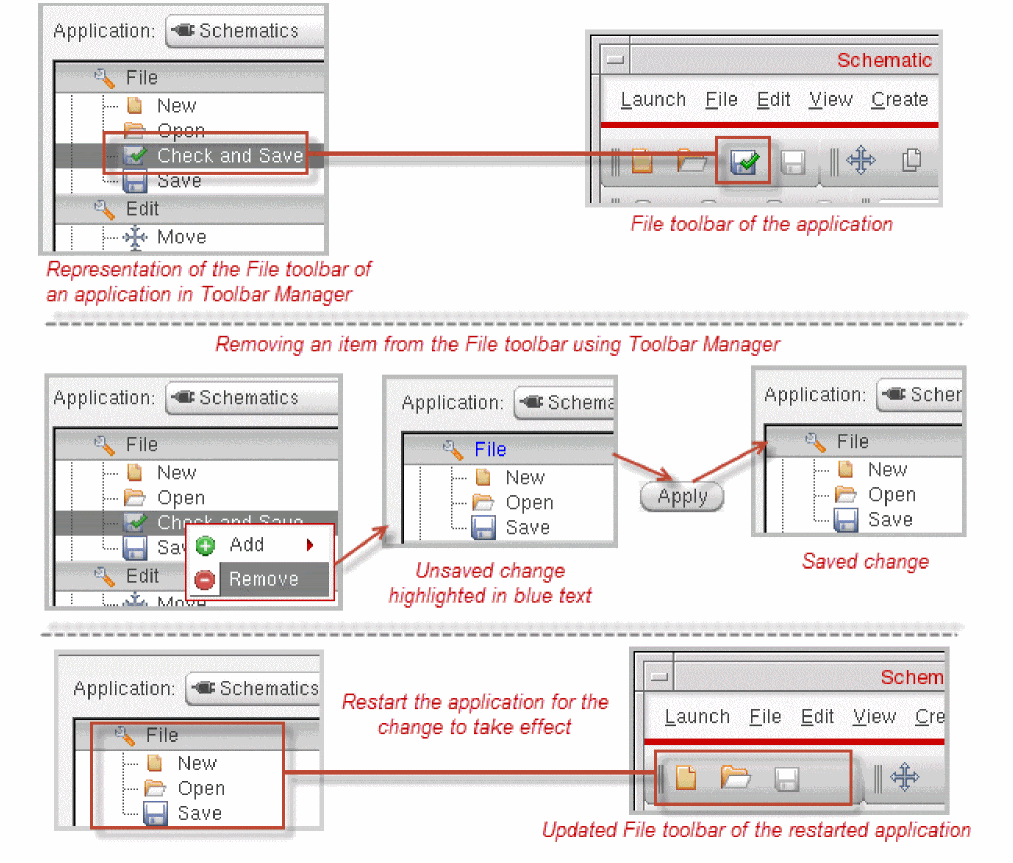 Application: Schematics
File
New
Open
Check and Save
Save
Edit
Move
Representation of the File toolbar of
an application in Toolbar Manager
Schematic
Launch File Edit View Create
File toolbar of the application
Removing an item from the File toolbar using Toolbar Manager
Application: Schematics
File
New
Open
Check and Save
Sav
Edit
Move
Add
Remove
Application: Schema
File
New
Open
Save
Unsaved change
highlighted in blue text
Apply
Application: Scher
File
New
Open
Save
Saved change
Application: Schematics
File
New
Open
Save
Restart the application for the
change to take effect
Schem
Launch File Edit View Cre
Updated File toolbar of the restarted application